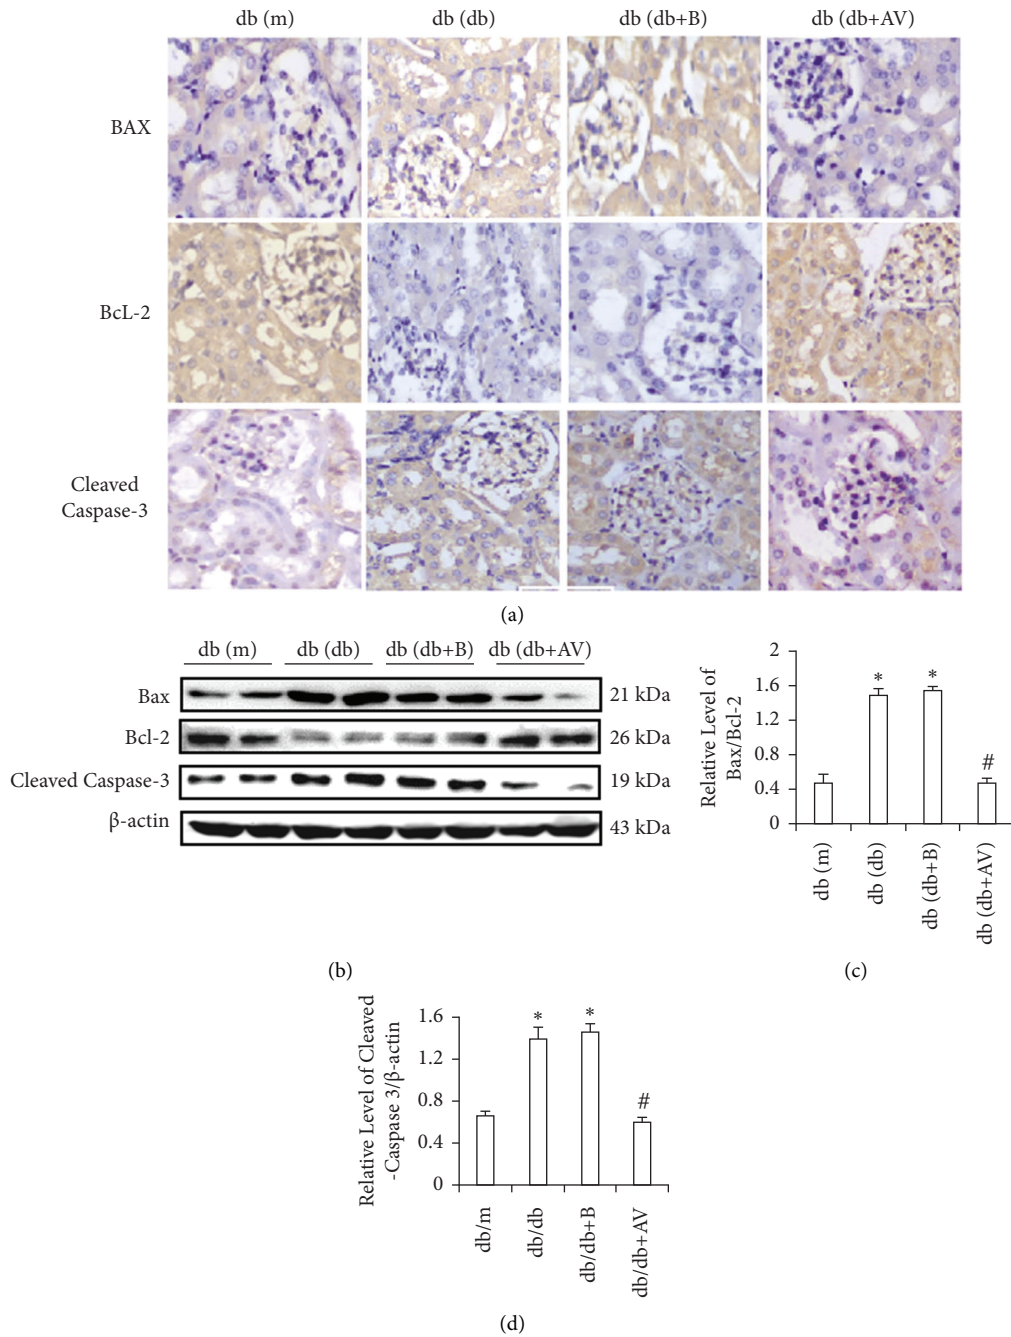 db (m) db (db) db (db+B) db (db+AV)
BAX
BcL-2
Cleaved
Caspase-3
(a)
db (m) db (db) db (db+B) db (db+AV)
Bax 21 kDa
Bcl-2 26 kDa
Cleaved Caspase-3 19 kDa
β-actin 43 kDa
(b)
Relative Level of
Bax/Bcl-2
2
1.6
1.2
0.8
0.4
0
* * #
db (m)
db (db)
db (db+B)
db (db+AV)
(c)
Relative Level of Cleaved
-Caspase 3/β-actin
1.6
1.2
0.8
0.4
0
* * #
db/m
db/db
db/db+B
db/db+AV
(d)